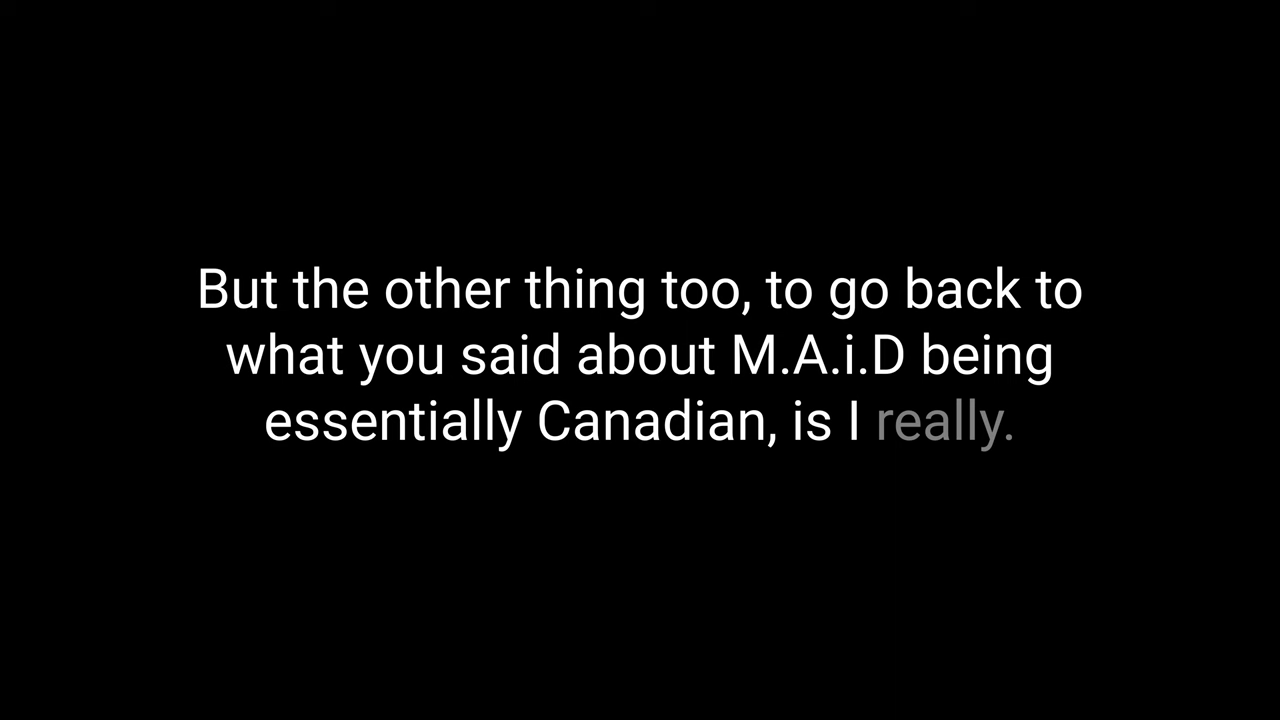 But the other thing too, to go back to
what you said about M.A.i.D being
essentially Canadian, is I really.